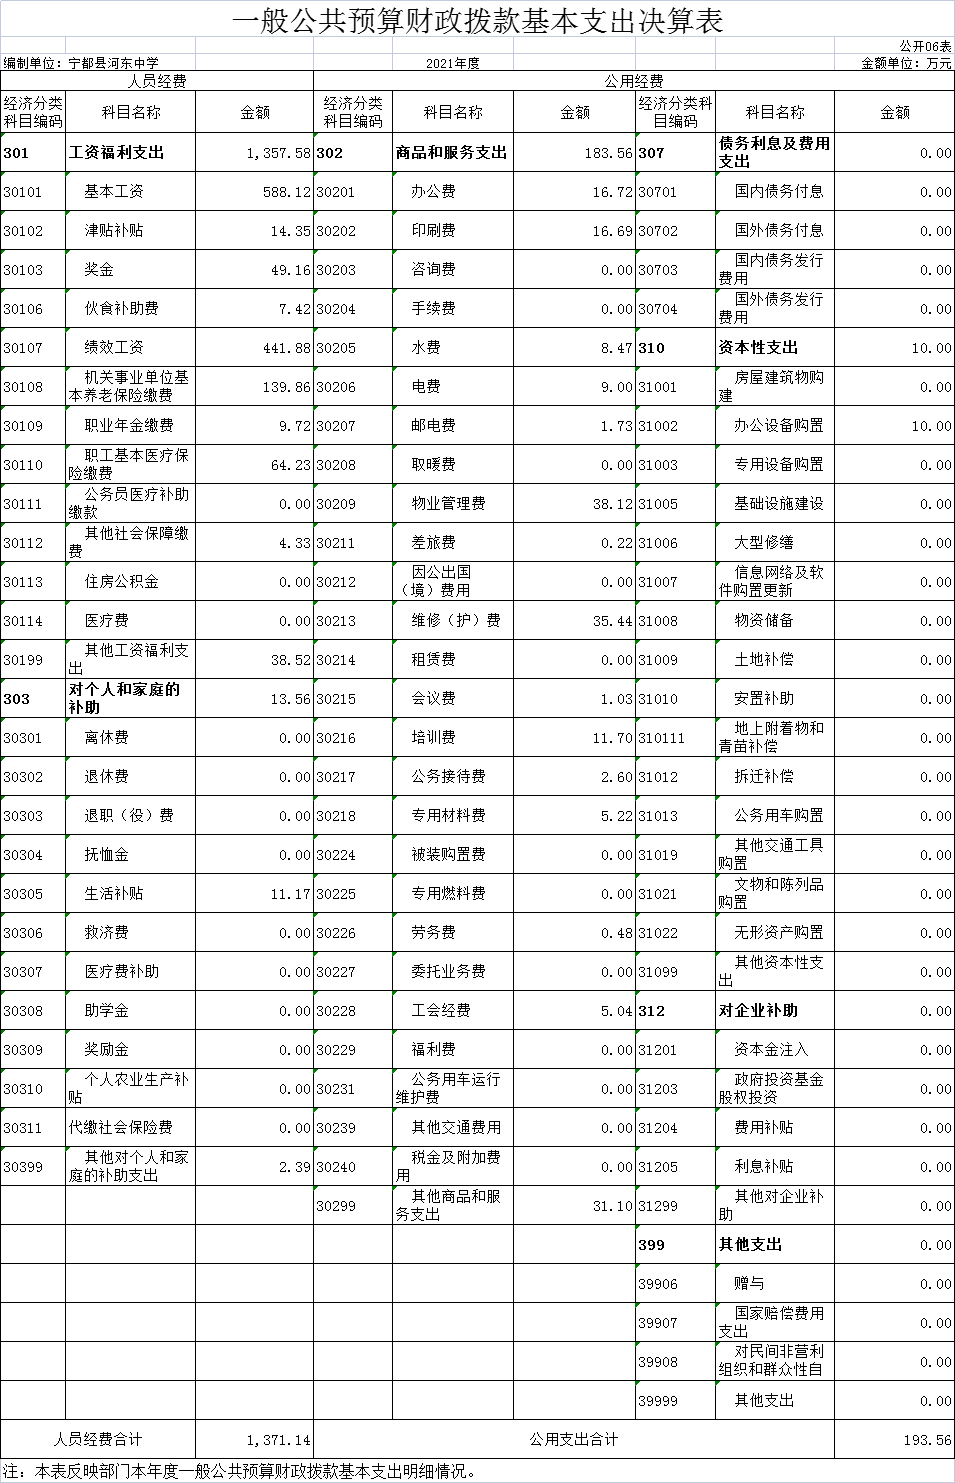 一般公共预算财政拨款基本支出决算表
公开06表
编制单位：宁都县河东中学 2021年度 金额单位：万元
人员经费 公用经费
经济分类科目编码 科目名称 金额 经济分类科目编码 科目名称 金额 经济分类科目编码 科目名称 金额
301 工资福利支出 1,357.58 302 商品和服务支出 183.56 307 债务利息及费用支出 0.00
30101 基本工资 588.12 30201 办公费 16.72 30701 国内债务付息 0.00
30102 津贴补贴 14.35 30202 印刷费 16.69 30702 国外债务付息 0.00
30103 奖金 49.16 30203 咨询费 0.00 30703 国内债务发行费用 0.00
30106 伙食补助费 7.42 30204 手续费 0.00 30704 国外债务发行费用 0.00
30107 绩效工资 441.88 30205 水费 8.47 310 资本性支出 10.00
30108 机关事业单位基本养老保险缴费 139.86 30206 电费 9.00 31001 房屋建筑物购建 0.00
30109 职业年金缴费 9.72 30207 邮电费 1.73 31002 办公设备购置 10.00
30110 职工基本医疗保险缴费 64.23 30208 取暖费 0.00 31003 专用设备购置 0.00
30111 公务员医疗补助缴款 0.00 30209 物业管理费 38.12 31005 基础设施建设 0.00
30112 其他社会保障缴费 4.33 30211 差旅费 0.22 31006 大型修缮 0.00
30113 住房公积金 0.00 30212 因公出国（境）费用 0.00 31007 信息网络及软件购置更新 0.00
30114 医疗费 0.00 30213 维修（护）费 35.44 31008 物资储备 0.00
30199 其他工资福利支出 38.52 30214 租赁费 0.00 31009 土地补偿 0.00
303 对个人和家庭的补助 13.56 30215 会议费 1.03 31010 安置补助 0.00
30301 离休费 0.00 30216 培训费 11.70 310111 地上附着物和青苗补偿 0.00
30302 退休费 0.00 30217 公务接待费 2.60 31012 拆迁补偿 0.00
30303 退职（役）费 0.00 30218 专用材料费 5.22 31013 公务用车购置 0.00
30304 抚恤金 0.00 30224 被装购置费 0.00 31019 其他交通工具购置 0.00
30305 生活补贴 11.17 30225 专用燃料费 0.00 31021 文物和陈列品购置 0.00
30306 救济费 0.00 30226 劳务费 0.48 31022 无形资产购置 0.00
30307 医疗费补助 0.00 30227 委托业务费 0.00 31099 其他资本性支出 0.00
30308 助学金 0.00 30228 工会经费 5.04 312 对企业补助 0.00
30309 奖励金 0.00 30229 福利费 0.00 31201 资本金注入 0.00
30310 个人农业生产补贴 0.00 30231 公务用车运行维护费 0.00 31203 政府投资基金股权投资 0.00
30311 代缴社会保险费 0.00 30239 其他交通费用 0.00 31204 费用补贴 0.00
30399 其他对个人和家庭的补助支出 2.39 30240 税金及附加费用 0.00 31205 利息补贴 0.00
30299 其他商品和服务支出 31.10 31299 其他对企业补助 0.00
399 其他支出 0.00
39906 赠与 0.00
39907 国家赔偿费用支出 0.00
39908 对民间非营利组织和群众性自 0.00
39999 其他支出 0.00
人员经费合计 1,371.14 公用支出合计 193.56
注：本表反映部门本年度一般公共预算财政拨款基本支出明细情况。